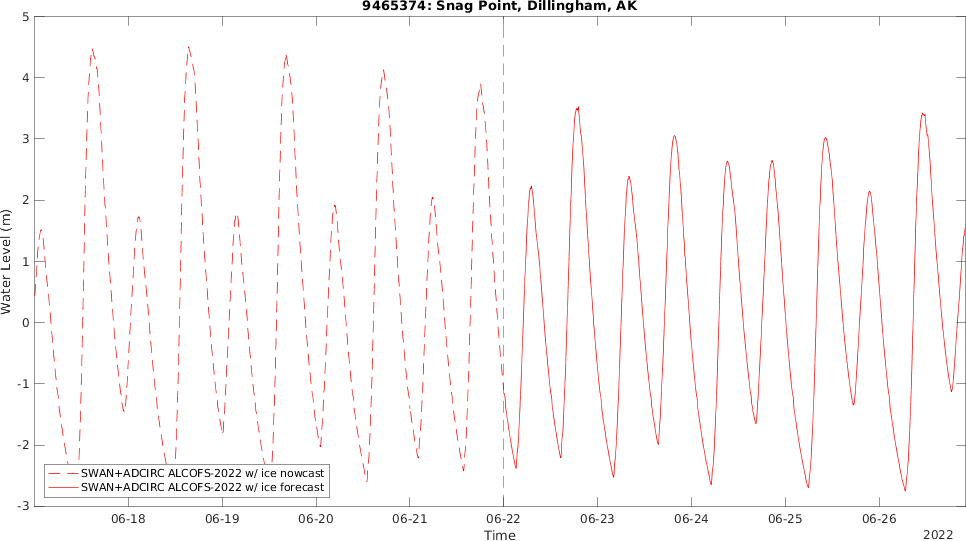 9465374: Snag Point, Dillingham, AK
5
4
3
2
1
0
-1
-2
-3
Water Level (m)
SWAN+ADCIRC ALCOFS-2022 w/ ice nowcast
SWAN+ADCIRC ALCOFS-2022 w/ ice forecast
06-18 06-19 06-20 06-21 06-22 06-23 06-24 06-25 06-26
Time
2022